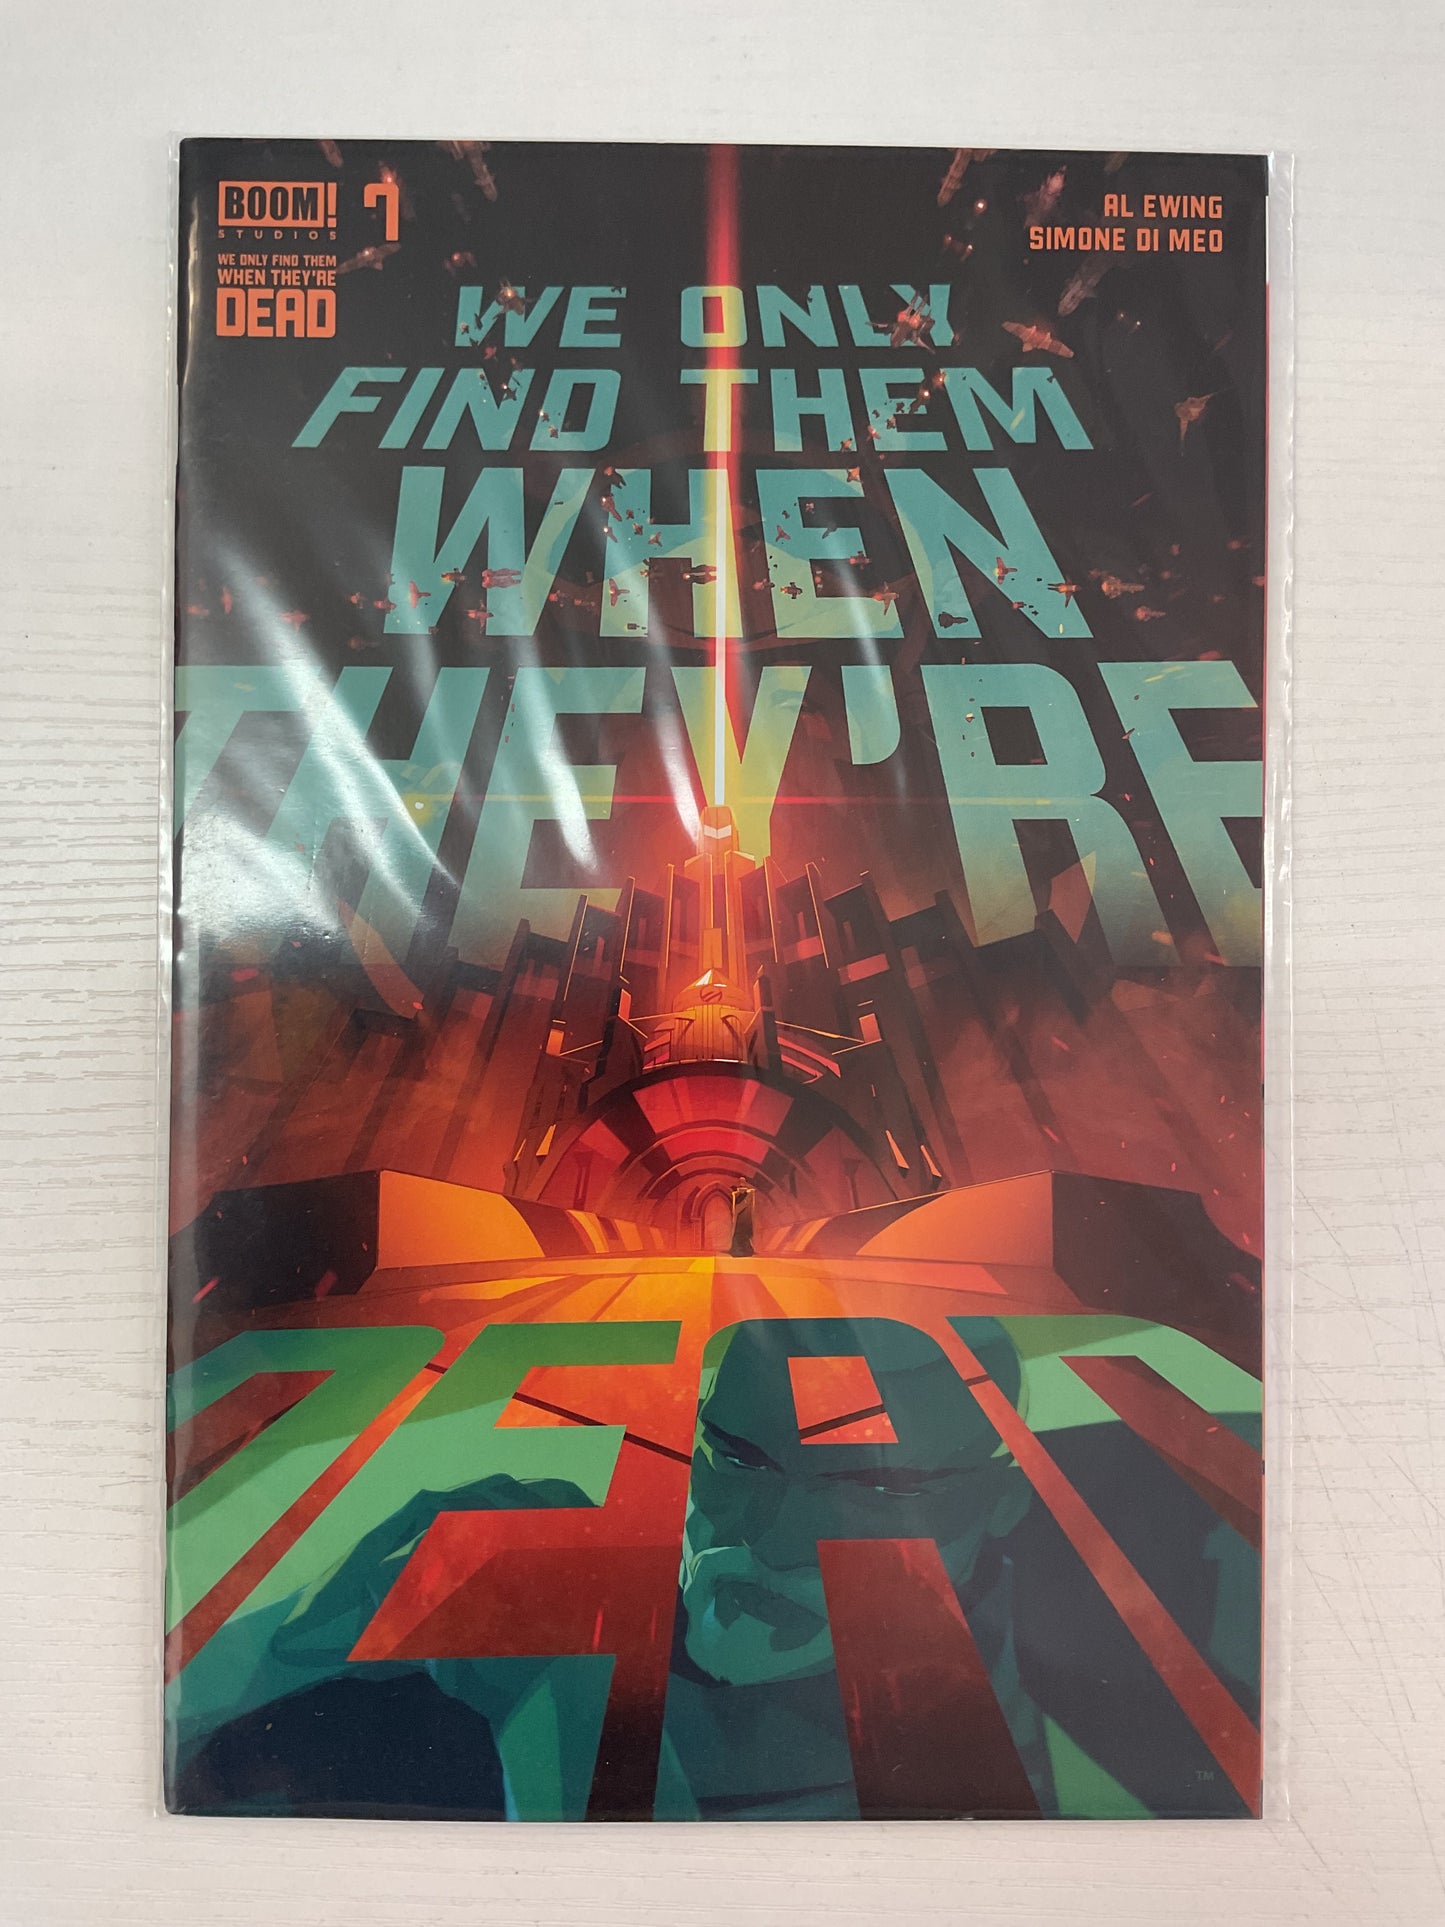 BOOM!
STUDIOS
7
WE ONLY FIND THEM
WHEN THEY'RE
DEAD
AL EWING
SIMONE DI MEO
WE ONLY
FIND THEM
WHEN
THEY'RE
DEAD
TM